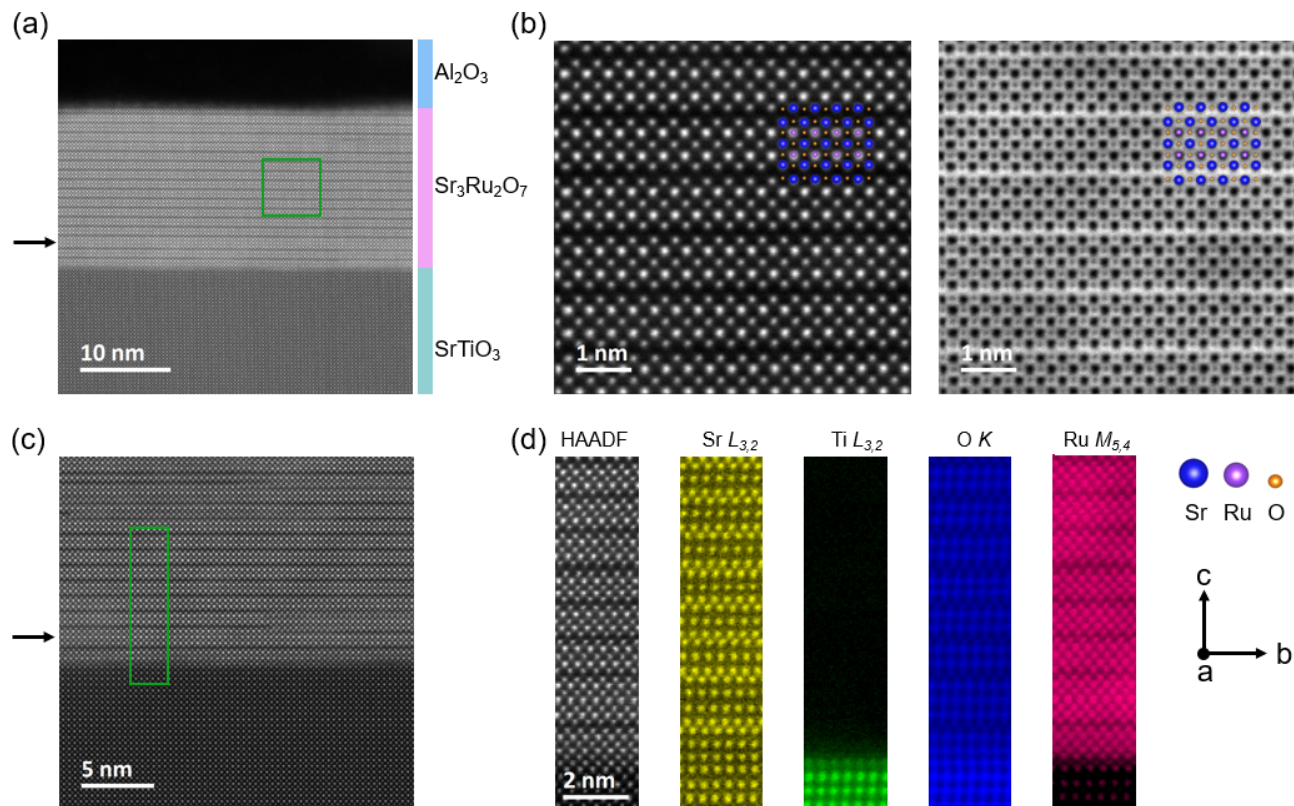 (a)
Al₂O₃
Sr₃Ru₂O₇
SrTiO₃
10 nm
(b)
1 nm
1 nm
(c)
5 nm
(d)
HAADF
Sr L₃,₂
Ti L₃,₂
O K
Ru M₅,₄
2 nm
Sr Ru O
c
b
a